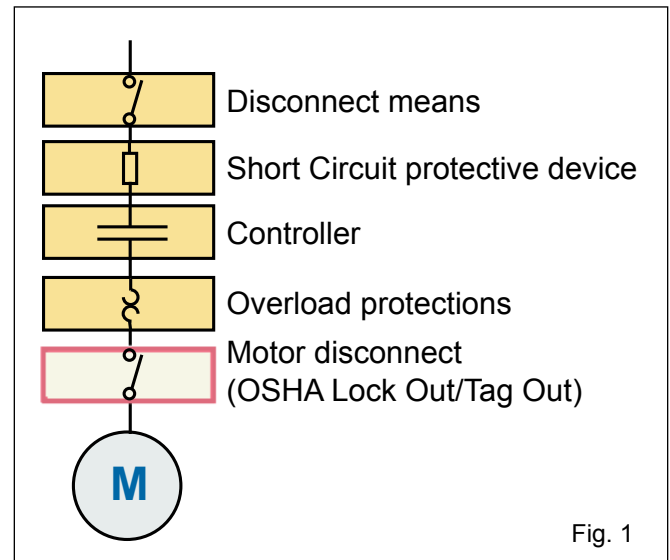 Disconnect means
Short Circuit protective device
Controller
Overload protections
Motor disconnect
(OSHA Lock Out/Tag Out)
M
Fig. 1